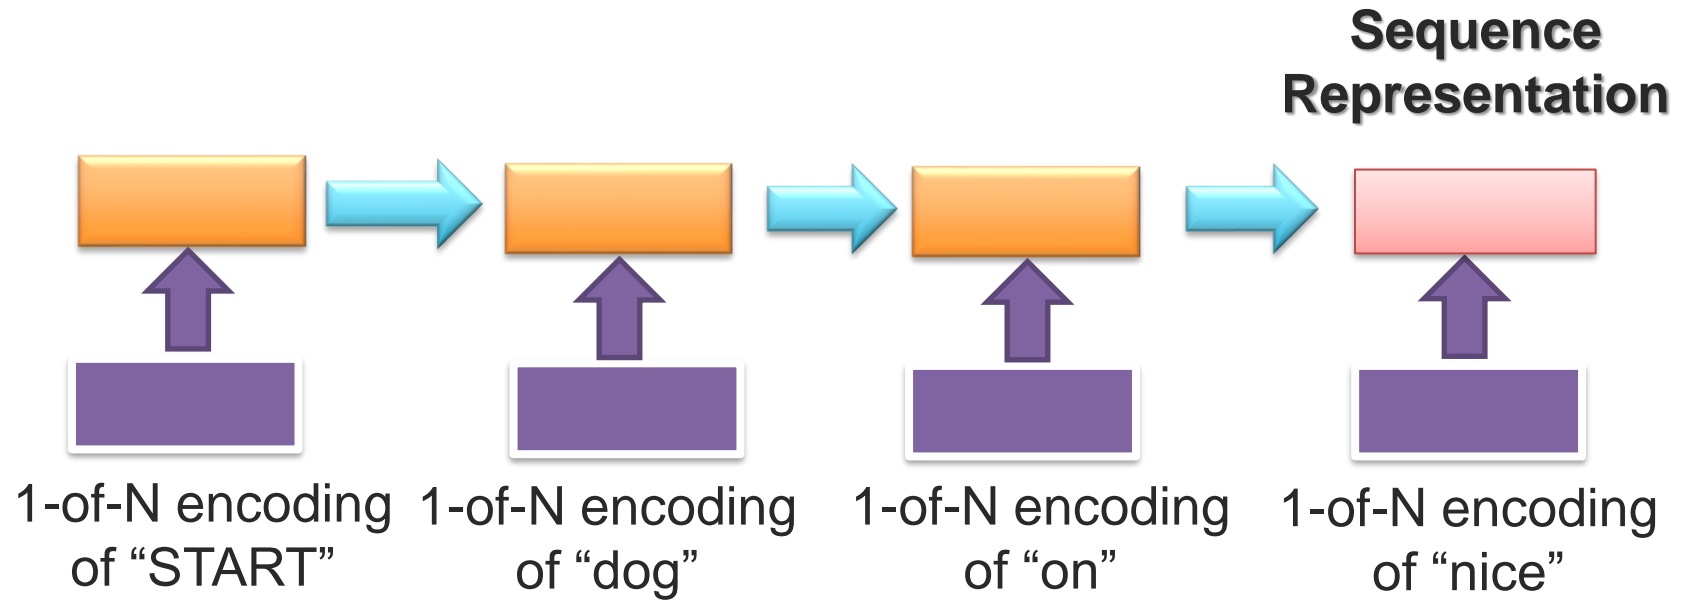 Sequence
Representation
1-of-N encoding
of “START”
1-of-N encoding
of “dog”
1-of-N encoding
of “on”
1-of-N encoding
of “nice”